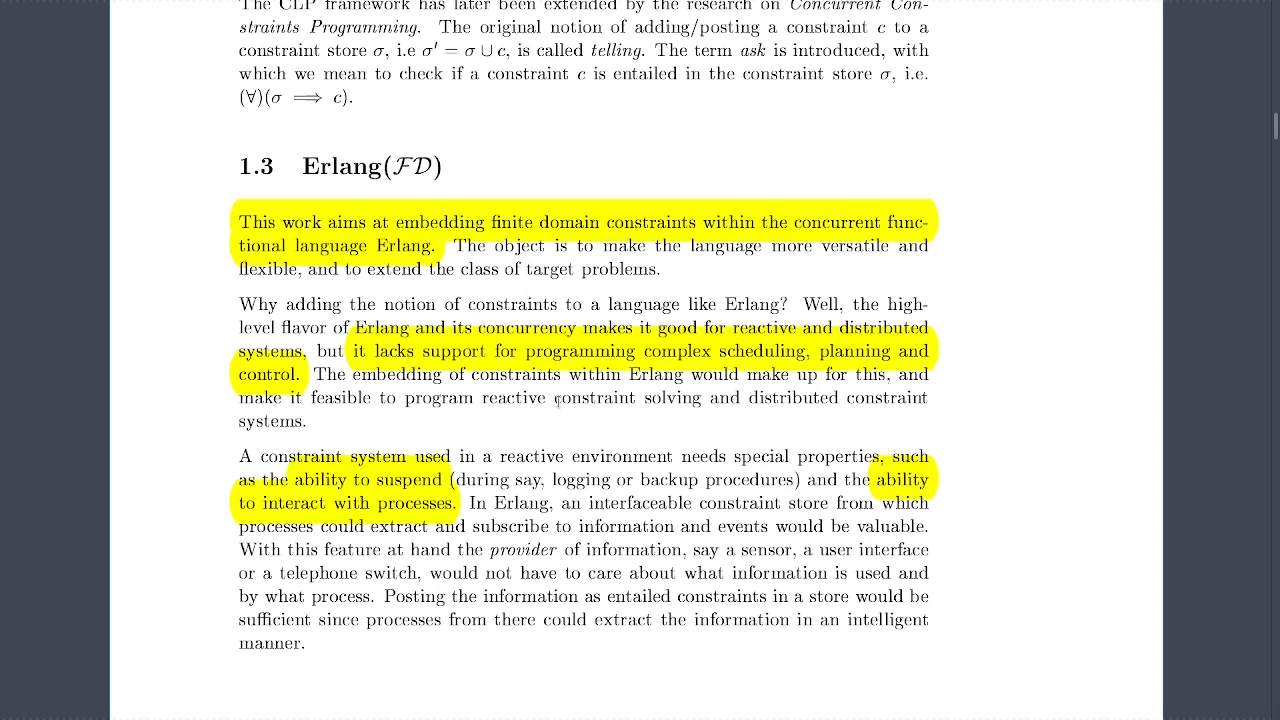 The CLP framework has later been extended by the research on Concurrent Con-
straints Programming. The original notion of adding/posting a constraint c to a
constraint store σ, i.e σ′ = σ ∪ c, is called telling. The term ask is introduced, with
which we mean to check if a constraint c is entailed in the constraint store σ, i.e.
(∀)(σ ⟹ c).
1.3 Erlang(ℱ𝒟)
This work aims at embedding finite domain constraints within the concurrent func-
tional language Erlang. The object is to make the language more versatile and
flexible, and to extend the class of target problems.
Why adding the notion of constraints to a language like Erlang? Well, the high-
level flavor of Erlang and its concurrency makes it good for reactive and distributed
systems, but it lacks support for programming complex scheduling, planning and
control. The embedding of constraints within Erlang would make up for this, and
make it feasible to program reactive constraint solving and distributed constraint
systems.
A constraint system used in a reactive environment needs special properties, such
as the ability to suspend (during say, logging or backup procedures) and the ability
to interact with processes. In Erlang, an interfaceable constraint store from which
processes could extract and subscribe to information and events would be valuable.
With this feature at hand the provider of information, say a sensor, a user interface
or a telephone switch, would not have to care about what information is used and
by what process. Posting the information as entailed constraints in a store would be
sufficient since processes from there could extract the information in an intelligent
manner.